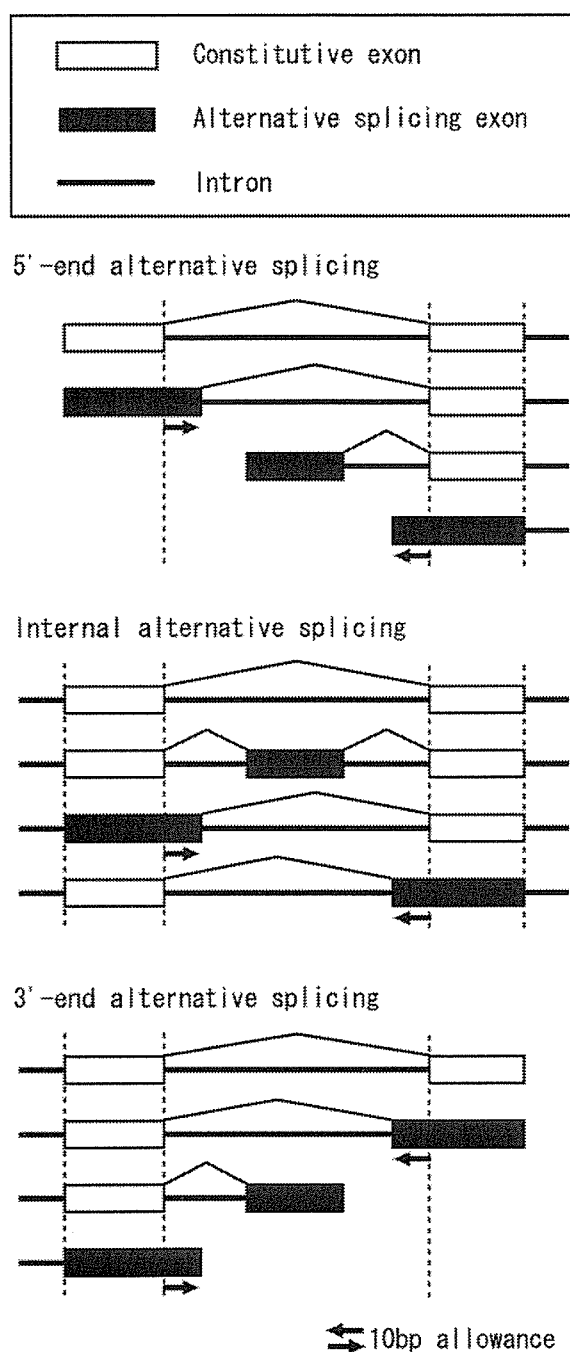 Constitutive exon
Alternative splicing exon
Intron
5'-end alternative splicing
Internal alternative splicing
3'-end alternative splicing
10bp allowance